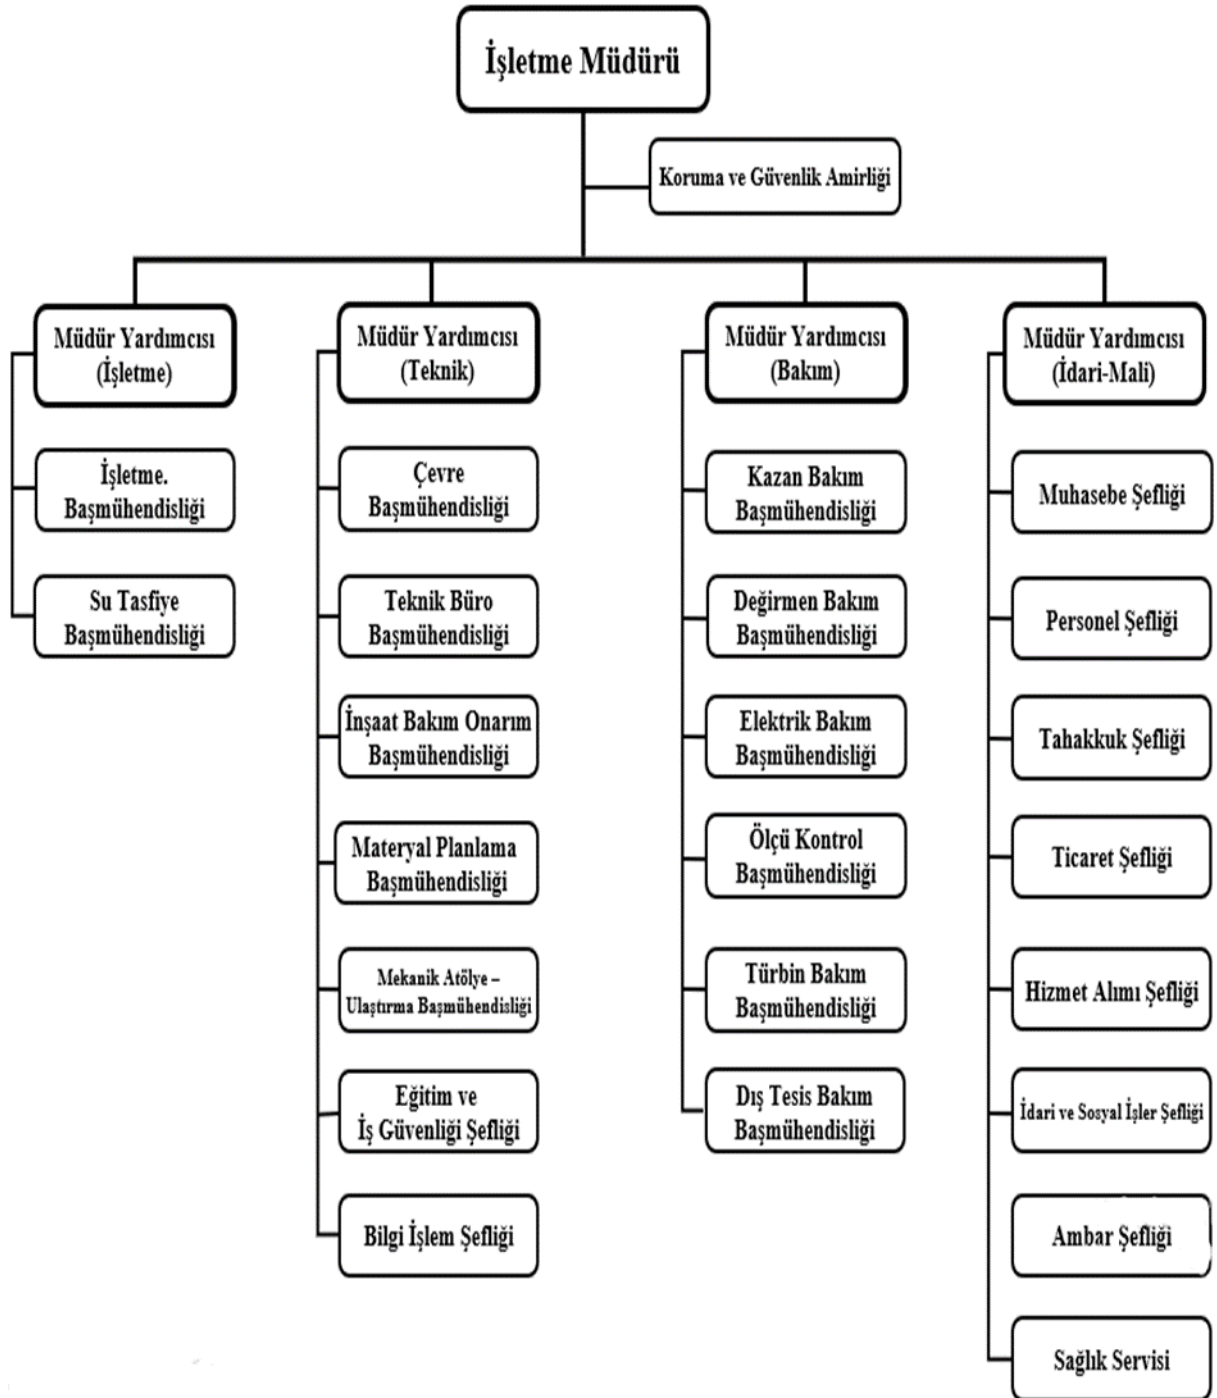 İşletme Müdürü
Koruma ve Güvenlik Amirliği
Müdür Yardımcısı
(İşletme)
İşletme.
Başmühendisliği
Su Tasfiye
Başmühendisliği
Müdür Yardımcısı
(Teknik)
Çevre
Başmühendisliği
Teknik Büro
Başmühendisliği
İnşaat Bakım Onarım
Başmühendisliği
Materyal Planlama
Başmühendisliği
Mekanik Atölye –
Ulaştırma Başmühendisliği
Eğitim ve
İş Güvenliği Şefliği
Bilgi İşlem Şefliği
Müdür Yardımcısı
(Bakım)
Kazan Bakım
Başmühendisliği
Değirmen Bakım
Başmühendisliği
Elektrik Bakım
Başmühendisliği
Ölçü Kontrol
Başmühendisliği
Türbin Bakım
Başmühendisliği
Dış Tesis Bakım
Başmühendisliği
Müdür Yardımcısı
(İdari-Mali)
Muhasebe Şefliği
Personel Şefliği
Tahakkuk Şefliği
Ticaret Şefliği
Hizmet Alımı Şefliği
İdari ve Sosyal İşler Şefliği
Ambar Şefliği
Sağlık Servisi